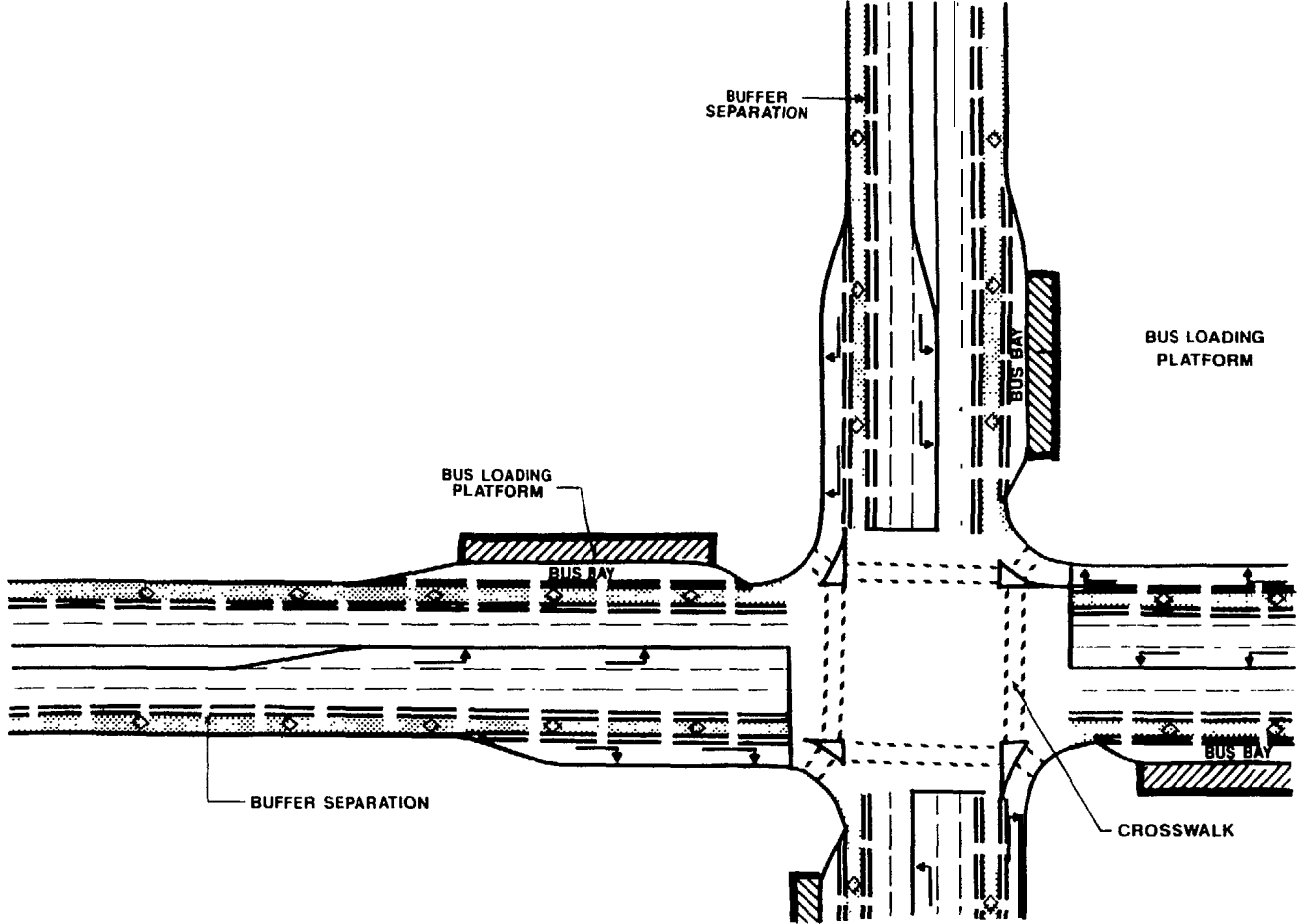 BUFFER
SEPARATION
BUS LOADING
PLATFORM
BUS BAY
BUS LOADING
PLATFORM
BUS BAY
BUS BAY
BUFFER SEPARATION
CROSSWALK